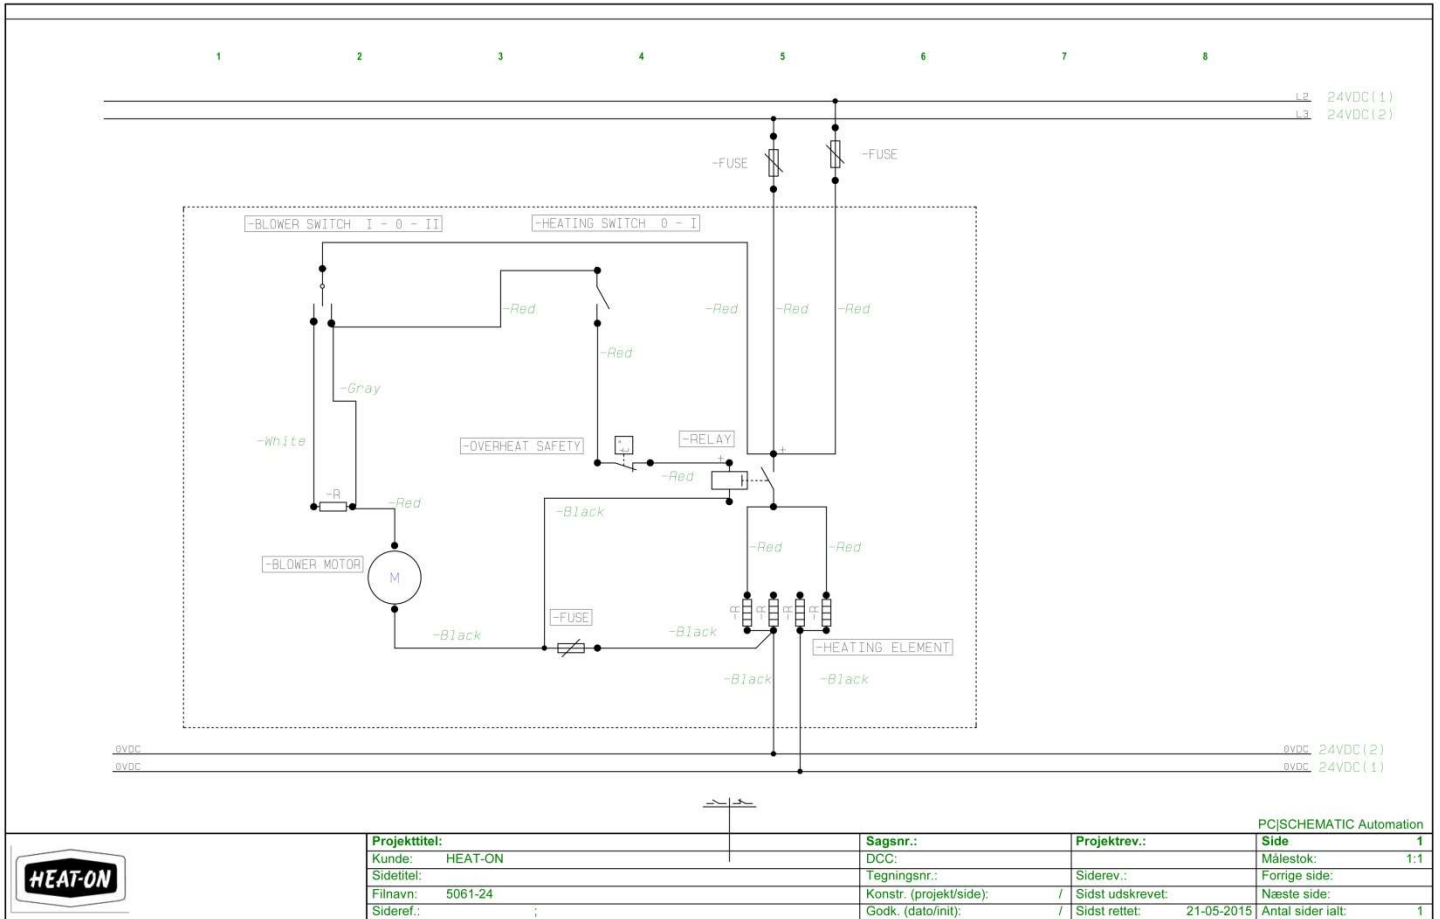 1 2 3 4 5 6 7 8
L2 24VDC(1)
L3 24VDC(2)
-FUSE -FUSE
-BLOWER SWITCH I - 0 - II
-HEATING SWITCH 0 - I
-Red -Red -Red -Red
-Red
-Gray
-White
-OVERHEAT SAFETY
-RELAY
+
+
-Red
-R
-Red
-Black
-Red -Red
-BLOWER MOTOR
M
-R -R -R -R
-FUSE
-Black
-Black
-HEATING ELEMENT
-Black -Black
0VDC 0VDC 24VDC(2)
0VDC 0VDC 24VDC(1)
PC|SCHEMATIC Automation
HEAT-ON
Projekttitel: Sagsnr.: Projektrev.: Side 1
Kunde: HEAT-ON DCC: Målestok: 1:1
Sidetitel: Tegningsnr.: Siderev.: Forrige side:
Filnavn: 5061-24 Konstr. (projekt/side): / Sidst udskrevet: Næste side:
Sideref.: ; Godk. (dato/init): / Sidst rettet: 21-05-2015 Antal sider ialt: 1